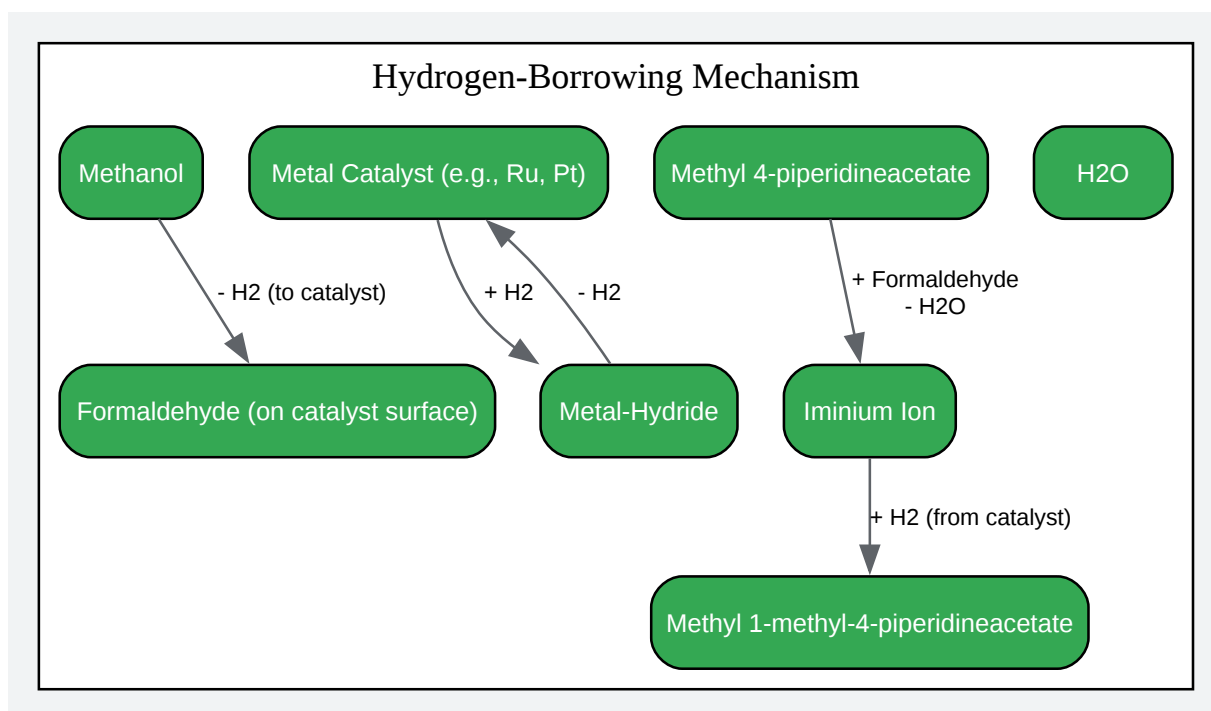 Hydrogen-Borrowing Mechanism
Methanol
Metal Catalyst (e.g., Ru, Pt)
Methyl 4-piperidineacetate
H2O
- H2 (to catalyst)
+ H2
- H2
+ Formaldehyde
- H2O
Formaldehyde (on catalyst surface)
Metal-Hydride
Iminium Ion
+ H2 (from catalyst)
Methyl 1-methyl-4-piperidineacetate